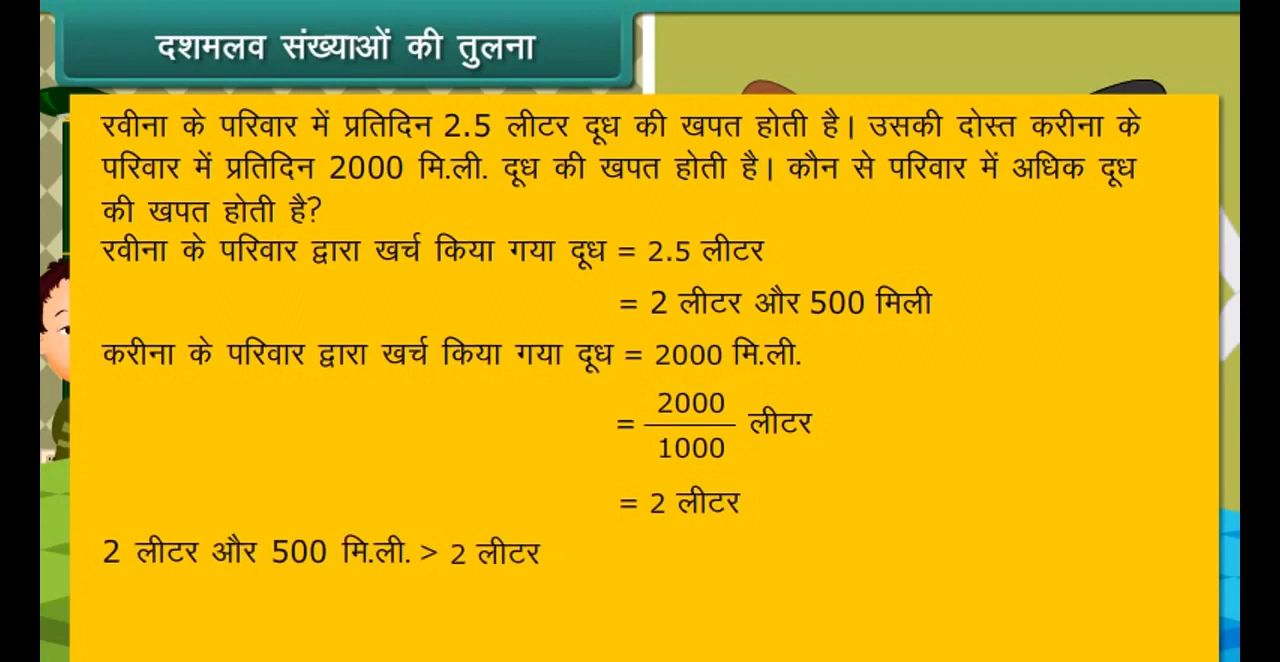 दशमलव संख्याओं की तुलना
रवीना के परिवार में प्रतिदिन 2.5 लीटर दूध की खपत होती है। उसकी दोस्त करीना के
परिवार में प्रतिदिन 2000 मि.ली. दूध की खपत होती है। कौन से परिवार में अधिक दूध
की खपत होती है?
रवीना के परिवार द्वारा खर्च किया गया दूध = 2.5 लीटर
= 2 लीटर और 500 मिली
करीना के परिवार द्वारा खर्च किया गया दूध = 2000 मि.ली.
= 2000/1000 लीटर
= 2 लीटर
2 लीटर और 500 मि.ली. > 2 लीटर